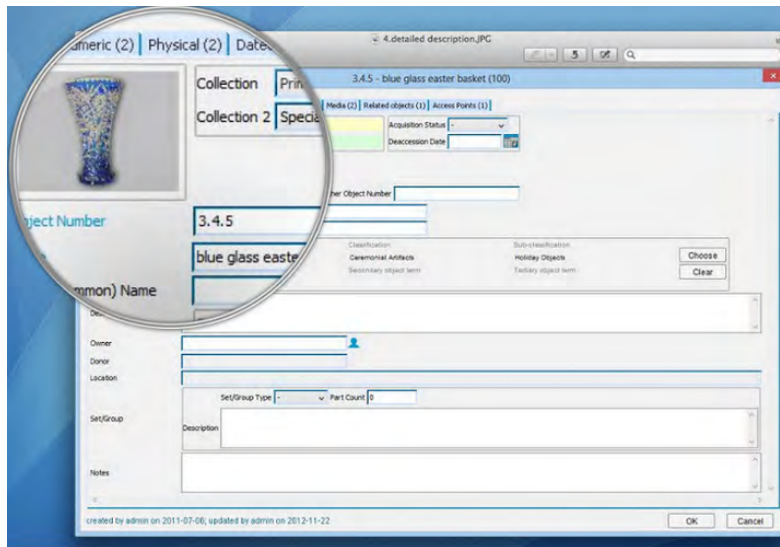 4.detailed description.JPG
5
umeric (2) Physical (2) Dated
3.4.5 - blue glass easter basket (100)
Media (2) Related objects (1) Access Points (1)
Collection Prim
Collection 2 Specia
Acquisition Status -
Deaccession Date
her Object Number
bject Number 3.4.5
blue glass easte
Classification Sub-classification
Ceremonial Artifacts Holiday Objects Choose
Secondary object term Tertiary object term Clear
mmon) Name
Owner
Donor
Location
Set/Group Type - Part Count 0
Set/Group
Description
Notes
created by admin on 2011-07-06; updated by admin on 2012-11-22
OK Cancel